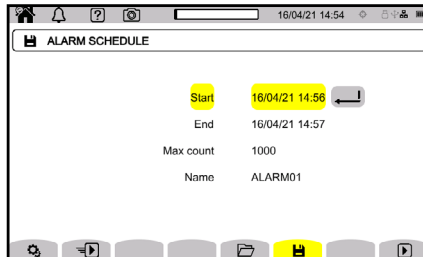 16/04/21 14:54
ALARM SCHEDULE
Start 16/04/21 14:56
End 16/04/21 14:57
Max count 1000
Name ALARM01